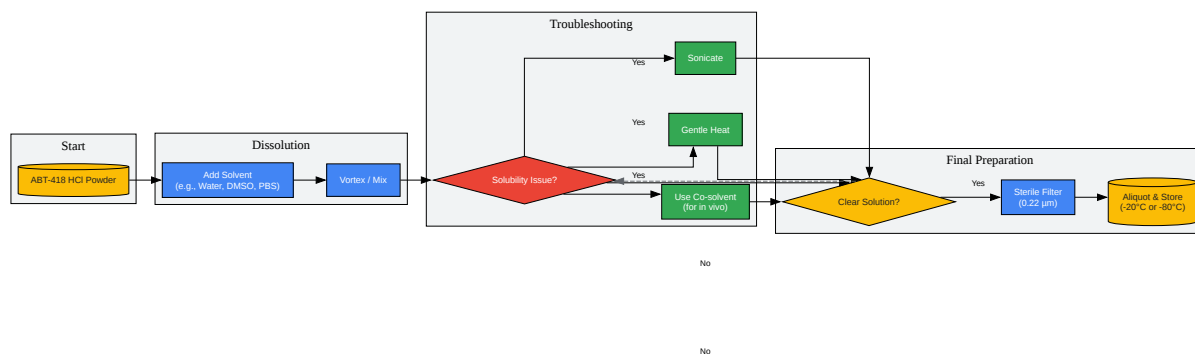 Troubleshooting
Yes
Sonicate
Yes
Gentle Heat
Start
Dissolution
Final Preparation
ABT-418 HCl Powder
Add Solvent
(e.g., Water, DMSO, PBS)
Vortex / Mix
Solubility Issue?
Yes
Use Co-solvent
(for in vivo)
Clear Solution?
Yes
Sterile Filter
(0.22 µm)
Aliquot & Store
(-20°C or -80°C)
No
No